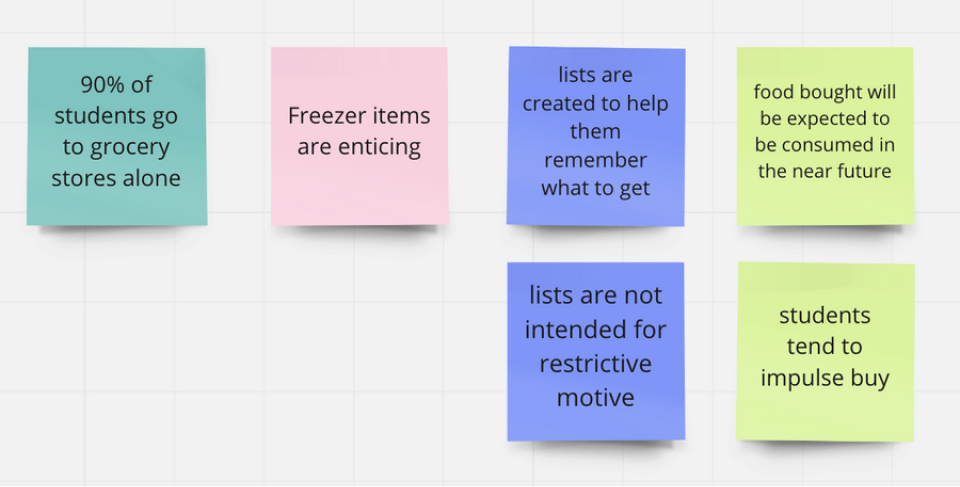 90% of
students go
to grocery
stores alone
Freezer items
are enticing
lists are
created to help
them
remember
what to get
food bought will
be expected to
be consumed in
the near future
lists are not
intended for
restrictive
motive
students
tend to
impulse buy